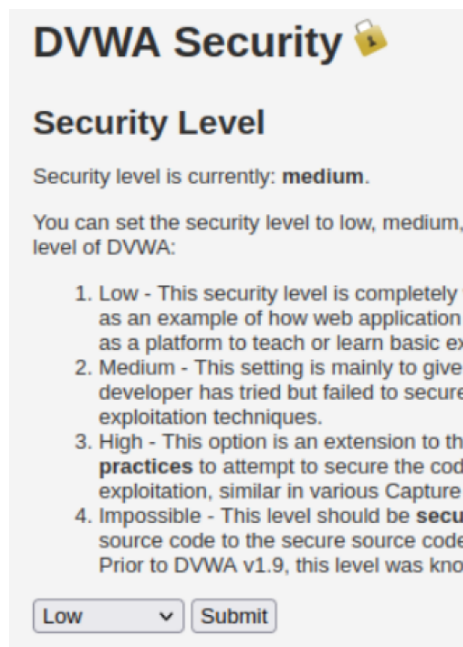 DVWA Security
Security Level
Security level is currently: medium.
You can set the security level to low, medium,
level of DVWA:
1. Low - This security level is completely
as an example of how web application
as a platform to teach or learn basic
2. Medium - This setting is mainly to give
developer has tried but failed to secure
exploitation techniques.
3. High - This option is an extension to
practices to attempt to secure the
exploitation, similar in various Capture
4. Impossible - This level should be
source code to the secure source code
Prior to DVWA v1.9, this level was
Low Submit